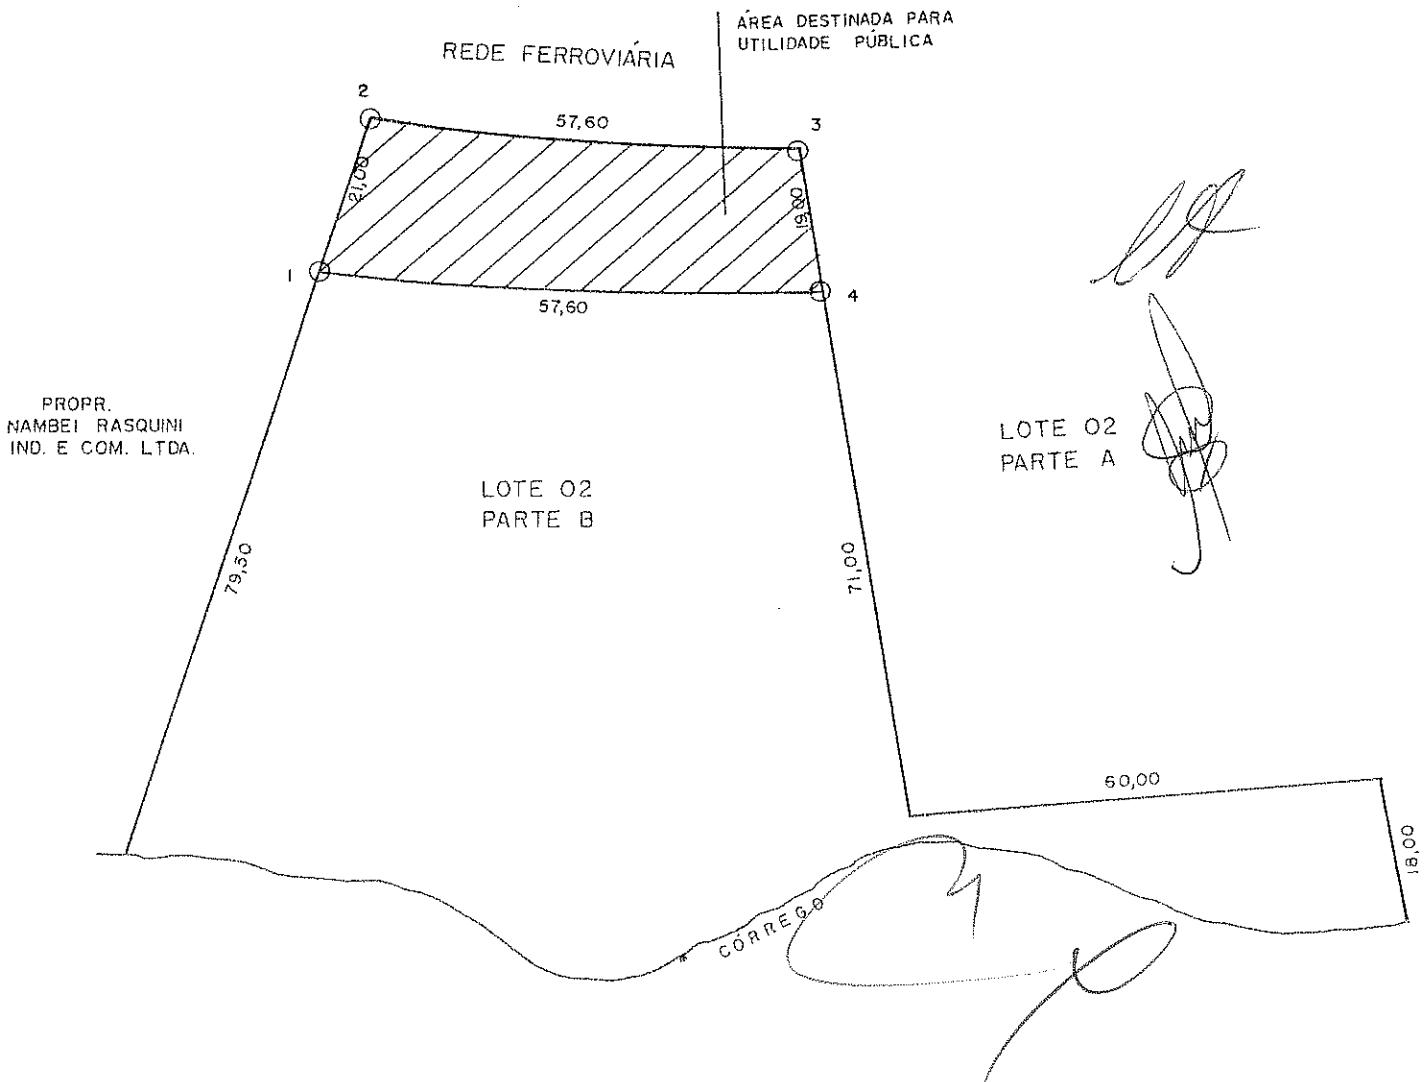 ÁREA DESTINADA PARA
UTILIDADE PÚBLICA
REDE FERROVIÁRIA
2
57,60
3
21,00
19,00
1
57,60
4
PROPR.
NAMBEI RASQUINI
IND. E COM. LTDA.
LOTE 02
PARTE A
LOTE 02
PARTE B
79,50
71,00
60,00
18,00
CÓRREGO